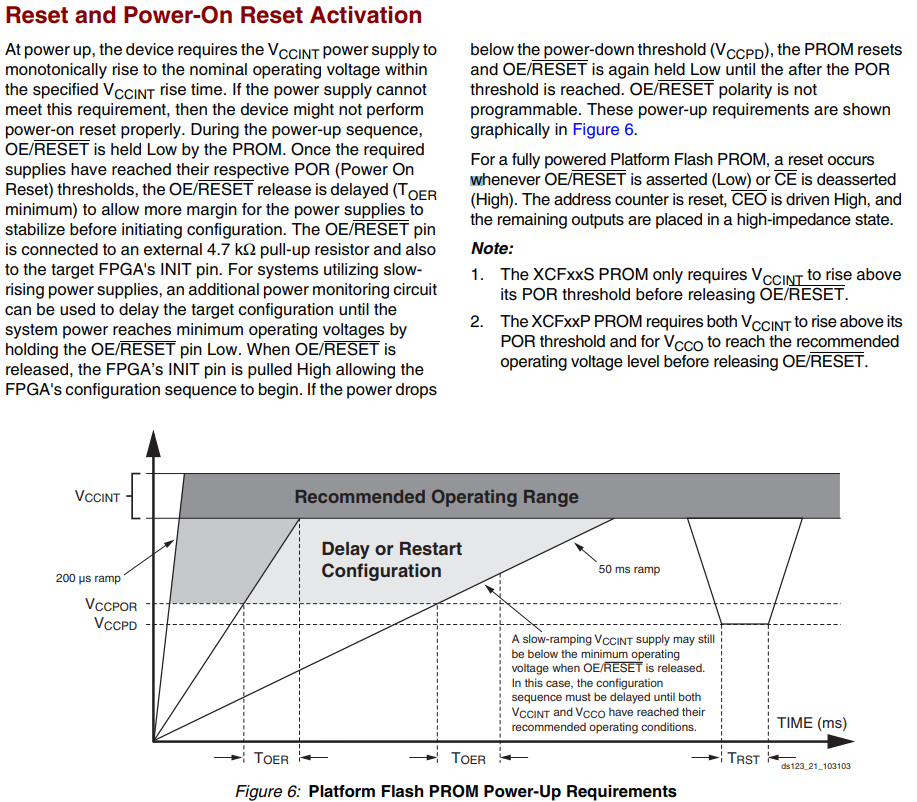 Reset and Power-On Reset Activation
At power up, the device requires the VCCINT power supply to
monotonically rise to the nominal operating voltage within
the specified VCCINT rise time. If the power supply cannot
meet this requirement, then the device might not perform
power-on reset properly. During the power-up sequence,
OE/RESET is held Low by the PROM. Once the required
supplies have reached their respective POR (Power On
Reset) thresholds, the OE/RESET release is delayed (TOER
minimum) to allow more margin for the power supplies to
stabilize before initiating configuration. The OE/RESET pin
is connected to an external 4.7 kΩ pull-up resistor and also
to the target FPGA's INIT pin. For systems utilizing slow-
rising power supplies, an additional power monitoring circuit
can be used to delay the target configuration until the
system power reaches minimum operating voltages by
holding the OE/RESET pin Low. When OE/RESET is
released, the FPGA's INIT pin is pulled High allowing the
FPGA's configuration sequence to begin. If the power drops
below the power-down threshold (VCCPD), the PROM resets
and OE/RESET is again held Low until the after the POR
threshold is reached. OE/RESET polarity is not
programmable. These power-up requirements are shown
graphically in Figure 6.
For a fully powered Platform Flash PROM, a reset occurs
whenever OE/RESET is asserted (Low) or CE is deasserted
(High). The address counter is reset, CEO is driven High, and
the remaining outputs are placed in a high-impedance state.
Note:
1. The XCFxxS PROM only requires VCCINT to rise above
its POR threshold before releasing OE/RESET.
2. The XCFxxP PROM requires both VCCINT to rise above its
POR threshold and for VCCO to reach the recommended
operating voltage level before releasing OE/RESET.
VCCINT
Recommended Operating Range
Delay or Restart
Configuration
200 µs ramp
50 ms ramp
VCCPOR
VCCPD
A slow-ramping VCCINT supply may still
be below the minimum operating
voltage when OE/RESET is released.
In this case, the configuration
sequence must be delayed until both
VCCINT and VCCO have reached their
recommended operating conditions.
TIME (ms)
TOER
TOER
TRST
ds123_21_103103
Figure 6: Platform Flash PROM Power-Up Requirements